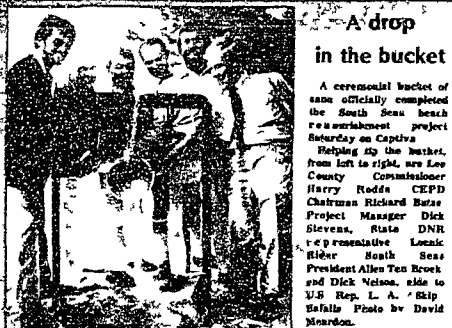 A drop
in the bucket
A ceremonial bucket of
sand officially completed
the South Seas beach
renourishment project
Saturday on Captiva
Helping tip the bucket,
from left to right, are Lee
County Commissioner
Harry Rodda CEPD
Chairman Richard
Project Manager Dick
Stevens, State DNR
representative
South Seas
President Allen Ten Broek
and Dick Nelson, aide to
U.S Rep. L. A. "Skip
Bafalis Photo by David
Meardon.